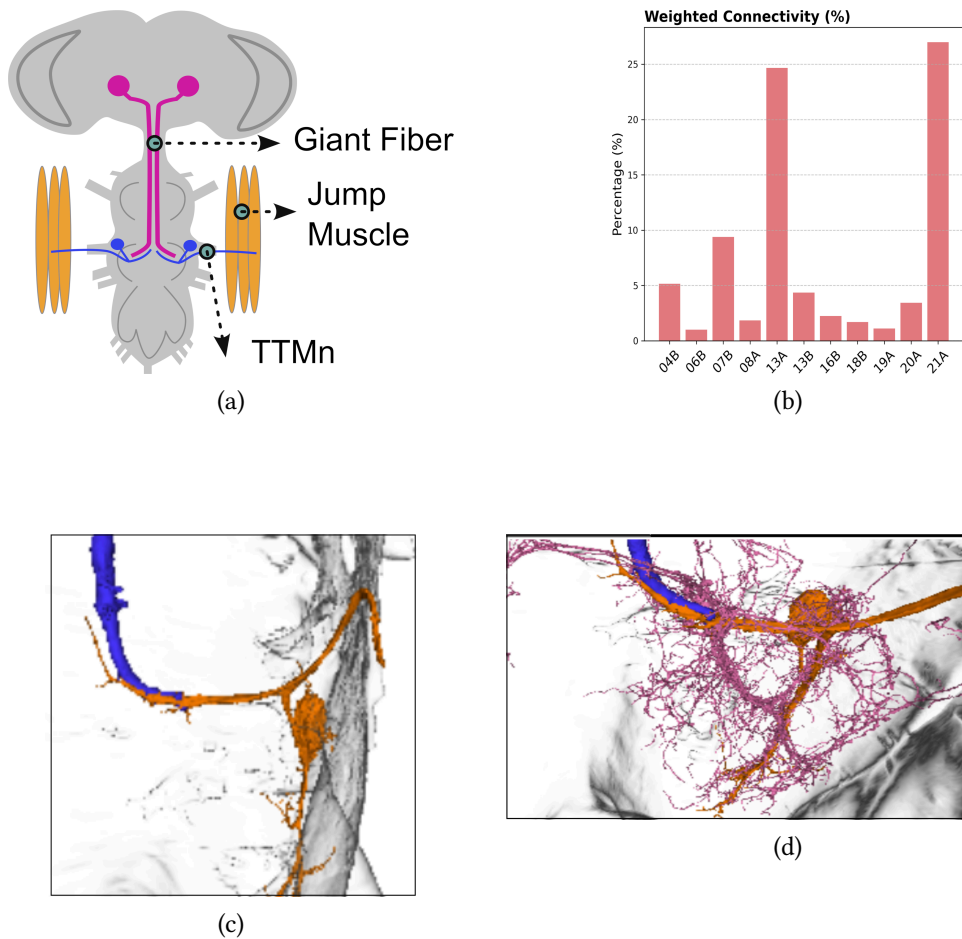 Giant Fiber
Jump
Muscle
TTMn
(a)
Weighted Connectivity (%)
Percentage (%)
25
20
15
10
5
0
04B
06B
07B
08A
13A
13B
16B
18B
19A
20A
21A
(b)
(c)
(d)